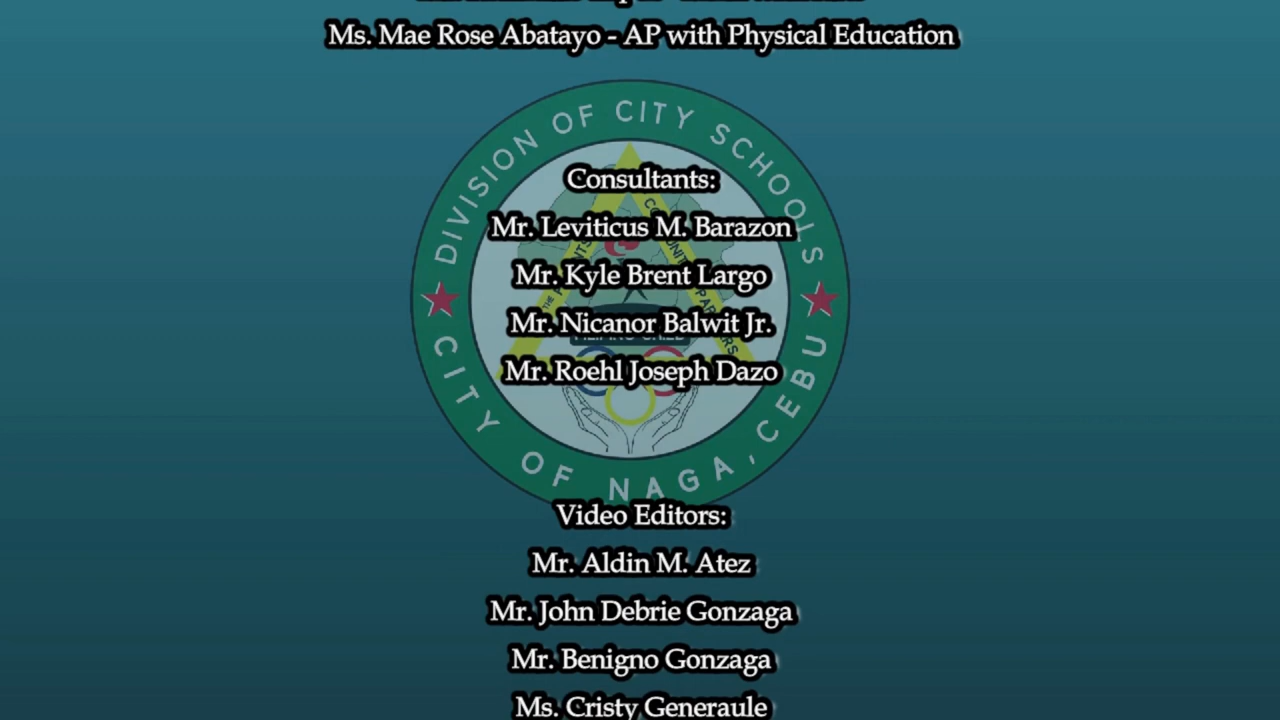 Ms. Mae Rose Abatayo - AP with Physical Education
DIVISION OF CITY SCHOOLS
Consultants:
Mr. Leviticus M. Barazon
Mr. Kyle Brent Largo
Mr. Nicanor Balwit Jr.
Mr. Roehl Joseph Dazo
CITY OF NAGA, CEBU
Video Editors:
Mr. Aldin M. Atez
Mr. John Debrie Gonzaga
Mr. Benigno Gonzaga
Ms. Cristy Generaule